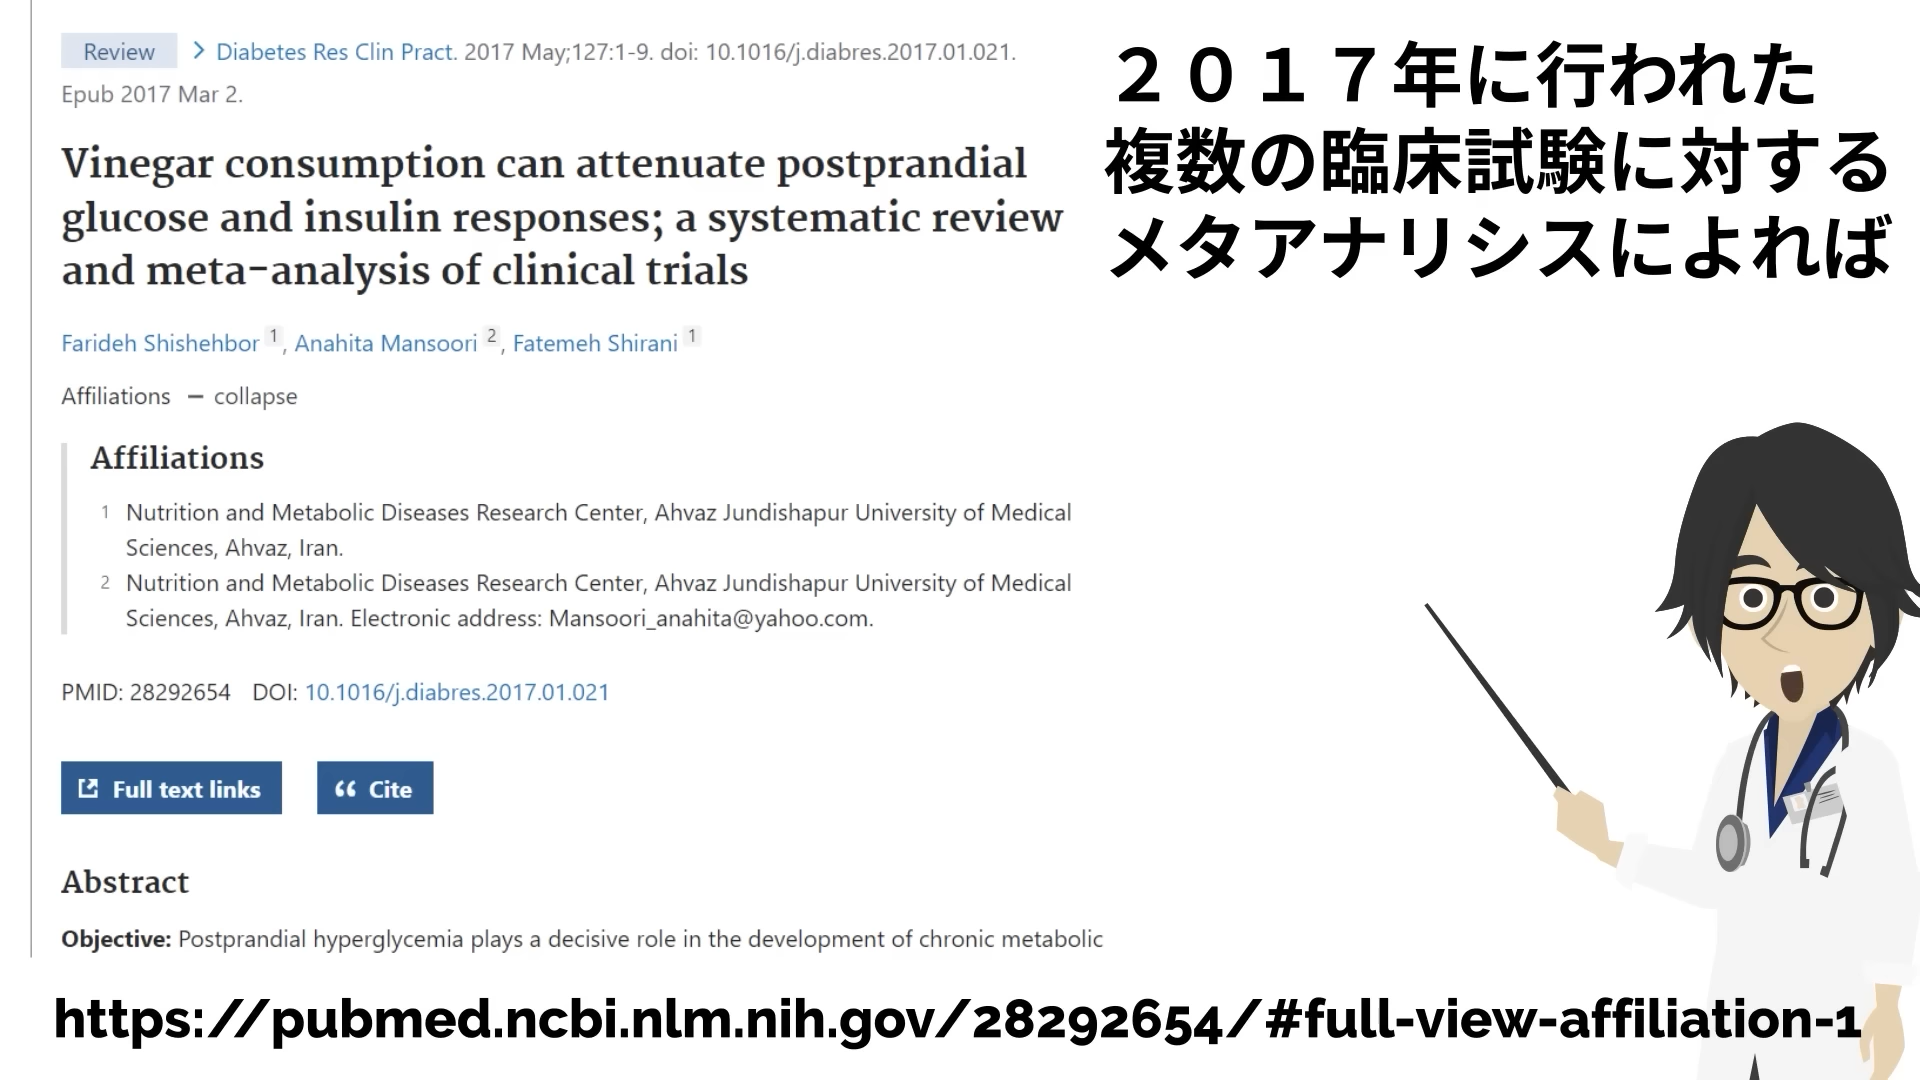 Review > Diabetes Res Clin Pract. 2017 May;127:1-9. doi: 10.1016/j.diabres.2017.01.021.
Epub 2017 Mar 2.
Vinegar consumption can attenuate postprandial
glucose and insulin responses; a systematic review
and meta-analysis of clinical trials
Farideh Shishehbor 1, Anahita Mansoori 2, Fatemeh Shirani 1
Affiliations — collapse
Affiliations
1 Nutrition and Metabolic Diseases Research Center, Ahvaz Jundishapur University of Medical
Sciences, Ahvaz, Iran.
2 Nutrition and Metabolic Diseases Research Center, Ahvaz Jundishapur University of Medical
Sciences, Ahvaz, Iran. Electronic address: Mansoori_anahita@yahoo.com.
PMID: 28292654 DOI: 10.1016/j.diabres.2017.01.021
Full text links
Cite
Abstract
Objective: Postprandial hyperglycemia plays a decisive role in the development of chronic metabolic
２０１７年に行われた
複数の臨床試験に対する
メタアナリシスによれば
https://pubmed.ncbi.nlm.nih.gov/28292654/#full-view-affiliation-1